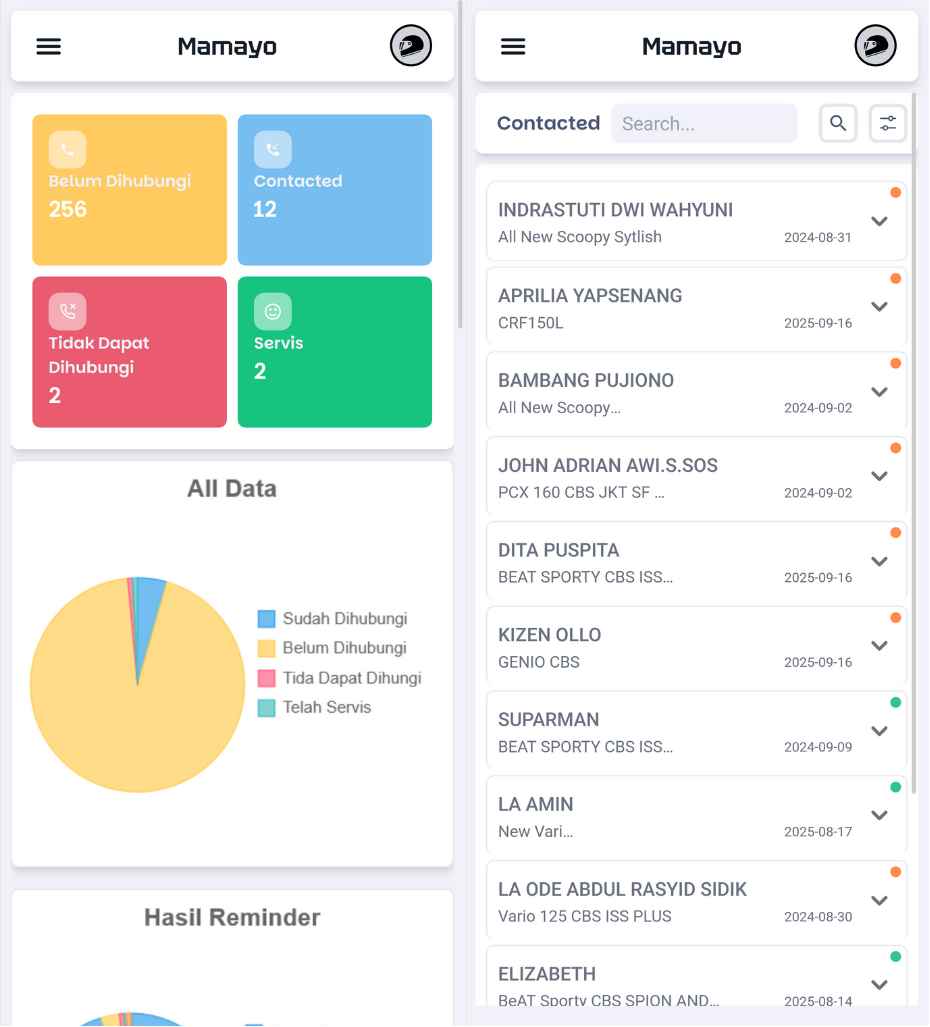 Mamayo
Belum Dihubungi
256
Contacted
12
Tidak Dapat
Dihubungi
2
Servis
2
All Data
Sudah Dihubungi
Belum Dihubungi
Tida Dapat Dihungi
Telah Servis
Hasil Reminder
Mamayo
Contacted
Search...
INDRASTUTI DWI WAHYUNI
All New Scoopy Sytlish
2024-08-31
APRILIA YAPSENANG
CRF150L
2025-09-16
BAMBANG PUJIONO
All New Scoopy...
2024-09-02
JOHN ADRIAN AWI.S.SOS
PCX 160 CBS JKT SF ...
2024-09-02
DITA PUSPITA
BEAT SPORTY CBS ISS...
2025-09-16
KIZEN OLLO
GENIO CBS
2025-09-16
SUPARMAN
BEAT SPORTY CBS ISS...
2024-09-09
LA AMIN
New Vari...
2025-08-17
LA ODE ABDUL RASYID SIDIK
Vario 125 CBS ISS PLUS
2024-08-30
ELIZABETH
BeAT Sporty CBS SPION AND...
2025-08-14